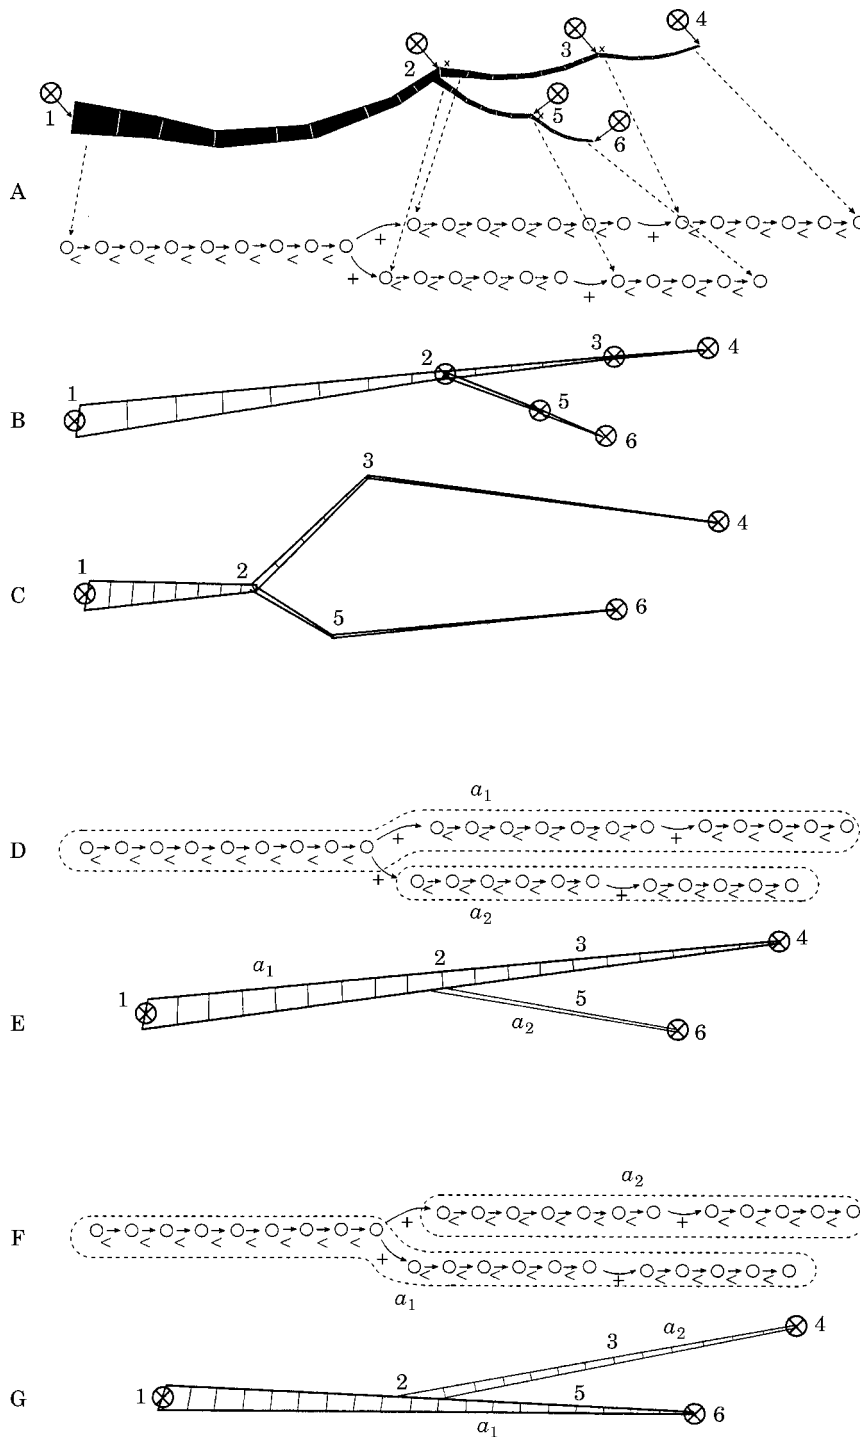 4
3
2
5
1
6
A
+ +
< < < < < < < < < < < < < < < < < < <
+ +
< < < < < < < < <
3
2 4
1
5
B
6
3
4
1 2
C
5 6
a1
D
+ +
< < < < < < < < < < < < < < < < < < <
+ +
< < < < < < < < <
a2
4
3
2
a1
1
5
E
a2 6
a2
+ +
F
< < < < < < < < < < < < < < < < < < <
+ +
< < < < < < < < <
a1
3 a2 4
2
1 5
G
a1 6